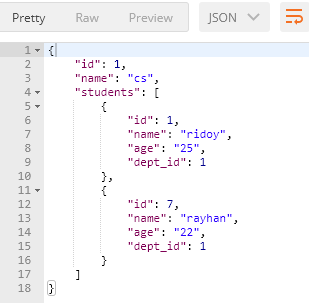 Pretty Raw Preview JSON
1 {
2 "id": 1,
3 "name": "cs",
4 "students": [
5 {
6 "id": 1,
7 "name": "ridoy",
8 "age": "25",
9 "dept_id": 1
10 },
11 {
12 "id": 7,
13 "name": "rayhan",
14 "age": "22",
15 "dept_id": 1
16 }
17 ]
18 }